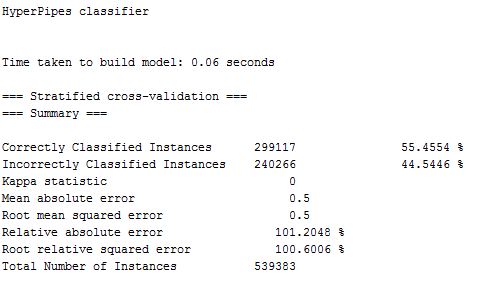 HyperPipes classifier
Time taken to build model: 0.06 seconds
=== Stratified cross-validation ===
=== Summary ===
Correctly Classified Instances 299117 55.4554 %
Incorrectly Classified Instances 240266 44.5446 %
Kappa statistic 0
Mean absolute error 0.5
Root mean squared error 0.5
Relative absolute error 101.2048 %
Root relative squared error 100.6006 %
Total Number of Instances 539383